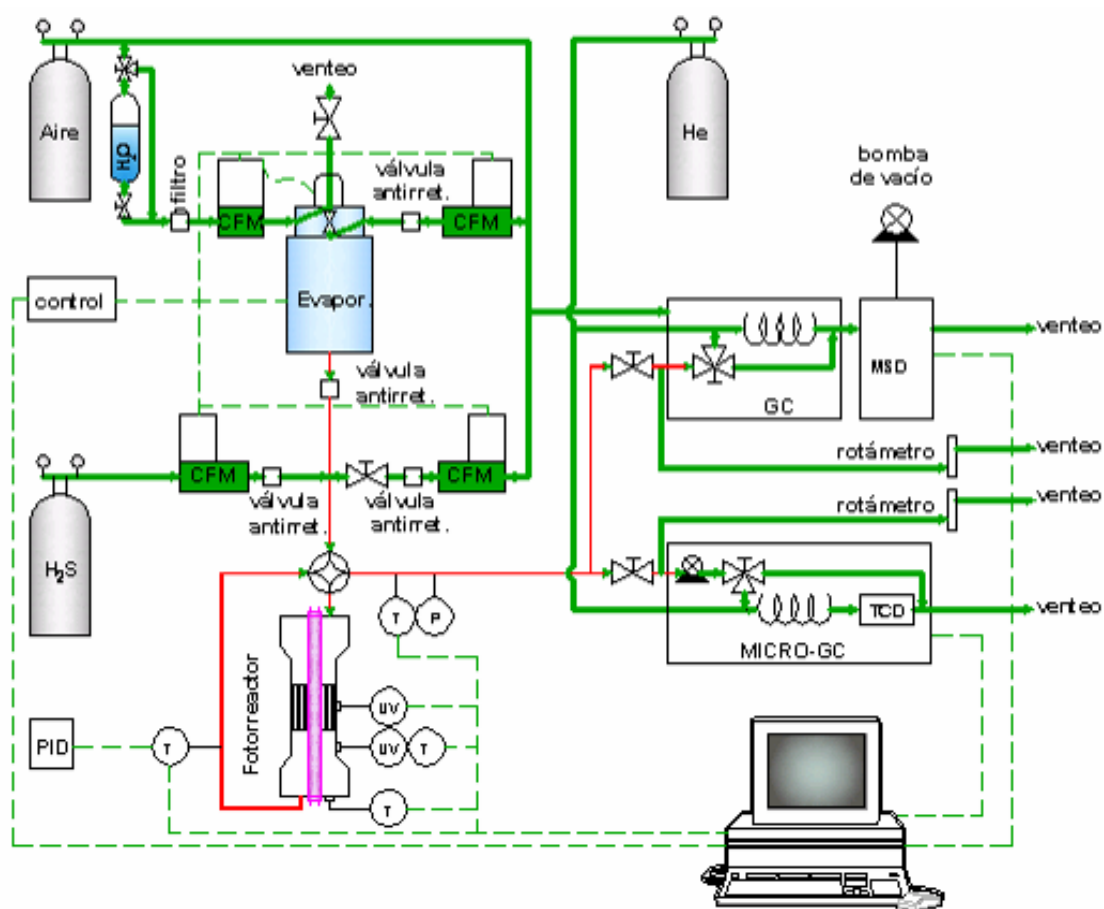 venteo
Aire
H₂O
filtro
válvula
antirret.
He
bomba
de vacío
CFM
CFM
control
Evapor.
válvula
antirret.
MSD
venteo
GC
rotámetro
venteo
CFM
CFM
válvula
antirret.
válvula
antirret.
rotámetro
venteo
H₂S
T
P
TCD
venteo
MICRO-GC
Fotorreactor
UV
PID
T
UV
T
T